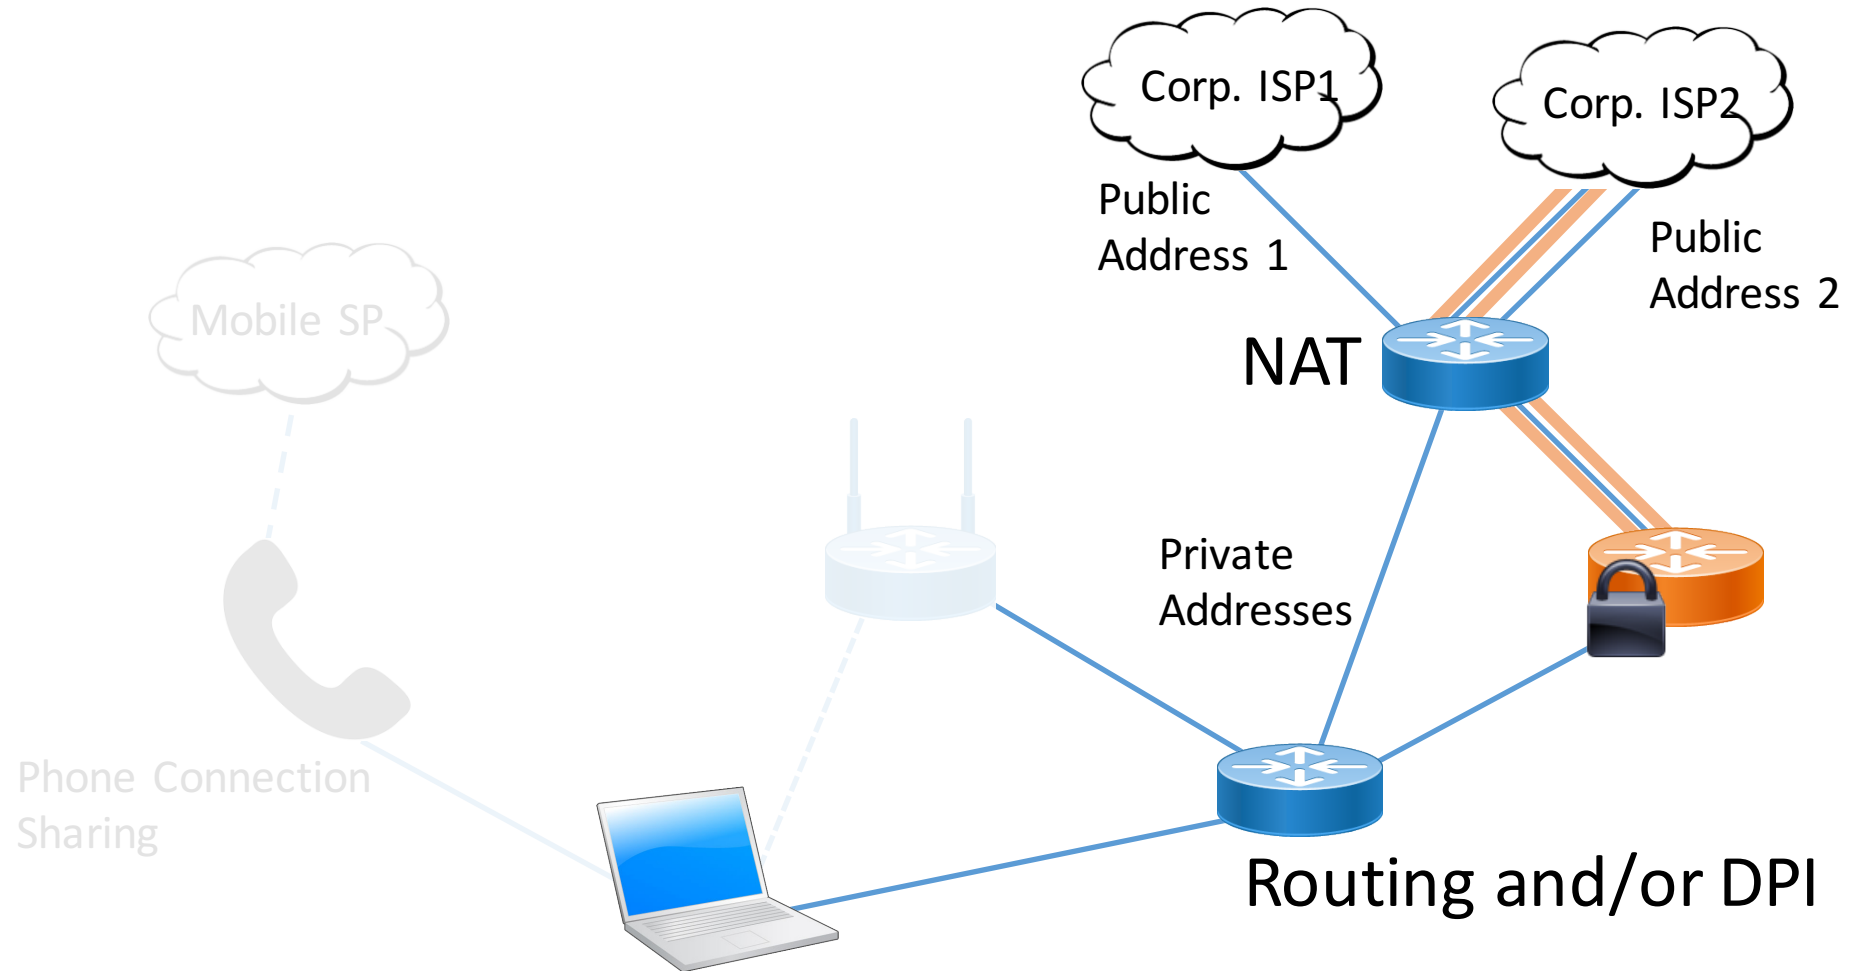 Corp. ISP1
Corp. ISP2
Public
Address 1
Public
Address 2
Mobile SP
NAT
Private
Addresses
Phone Connection
Sharing
Routing and/or DPI